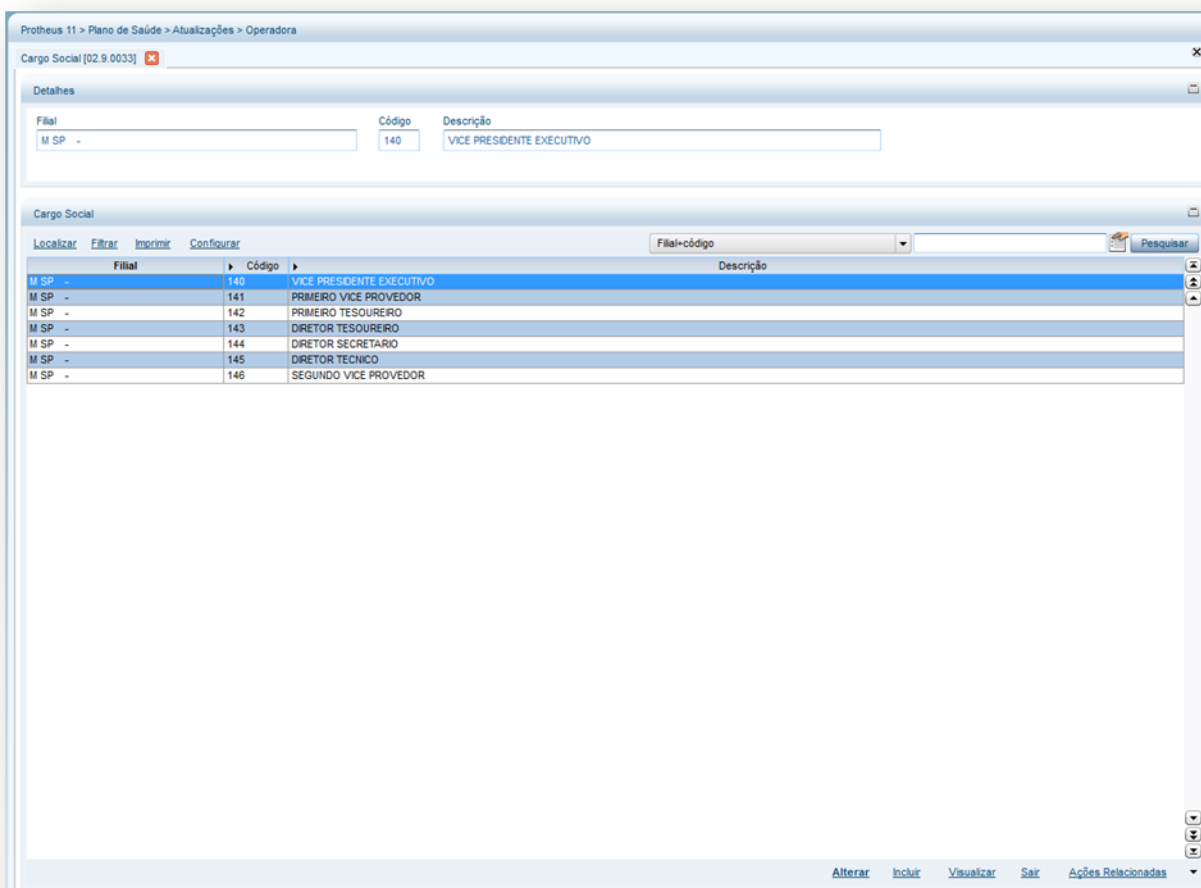 Protheus 11 > Plano de Saúde > Atualizações > Operadora
Cargo Social [02.9.0033]
Detalhes
Filial Código Descrição
M SP - 140 VICE PRESIDENTE EXECUTIVO
Cargo Social
Localizar Filtrar Imprimir Configurar Filial+código Pesquisar
Filial Código Descrição
M SP - 140 VICE PRESIDENTE EXECUTIVO
M SP - 141 PRIMEIRO VICE PROVEDOR
M SP - 142 PRIMEIRO TESOUREIRO
M SP - 143 DIRETOR TESOUREIRO
M SP - 144 DIRETOR SECRETARIO
M SP - 145 DIRETOR TECNICO
M SP - 146 SEGUNDO VICE PROVEDOR
Alterar Incluir Visualizar Sair Ações Relacionadas